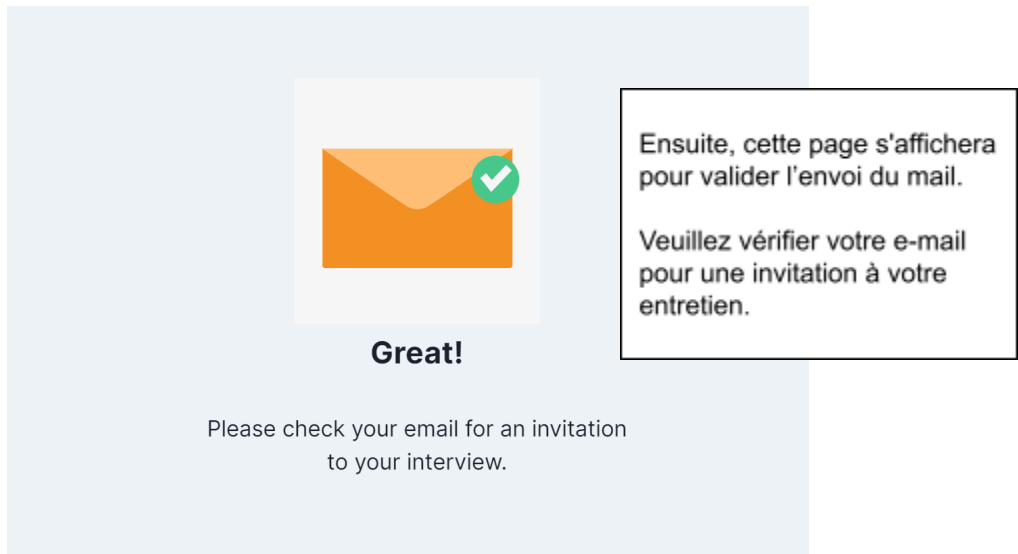 Ensuite, cette page s'affichera
pour valider l’envoi du mail.
Veuillez vérifier votre e-mail
pour une invitation à votre
entretien.
Great!
Please check your email for an invitation
to your interview.